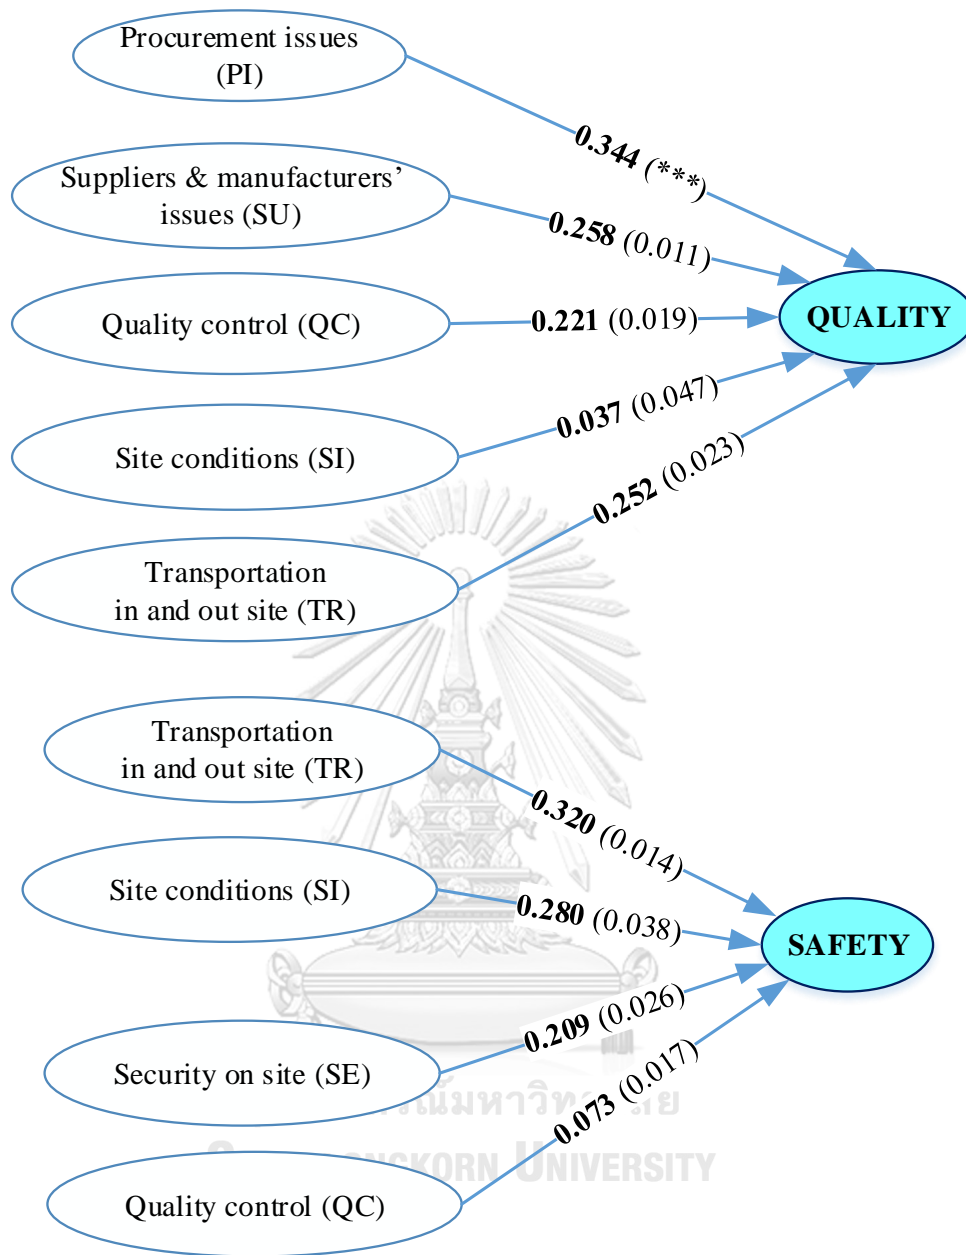 Procurement issues
(PI)
0.344 (***)
Suppliers & manufacturers’
issues (SU)
0.258 (0.011)
Quality control (QC)
0.221 (0.019)
QUALITY
Site conditions (SI)
0.037 (0.047)
0.252 (0.023)
Transportation
in and out site (TR)
Transportation
in and out site (TR)
0.320 (0.014)
Site conditions (SI)
0.280 (0.038)
SAFETY
0.209 (0.026)
Security on site (SE)
0.073 (0.017)
Quality control (QC)
UNIVERSITY